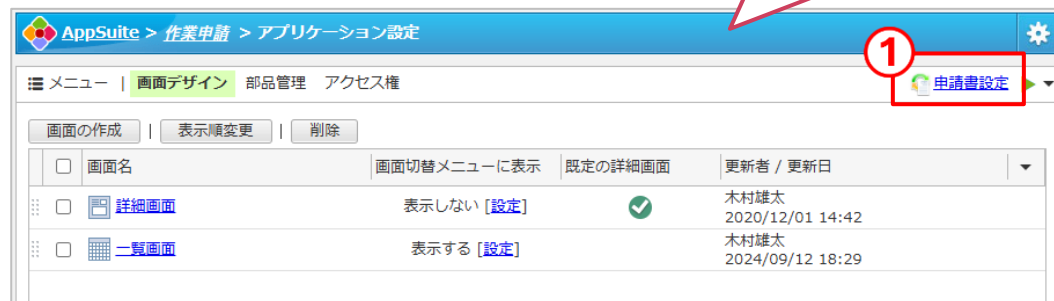 AppSuite > 作業申請 > アプリケーション設定
①
メニュー | 画面デザイン 部品管理 アクセス権 申請書設定
画面の作成 | 表示順変更 | 削除
画面名 画面切替メニューに表示 既定の詳細画面 更新者 / 更新日
詳細画面 表示しない [設定] 木村雄太
2020/12/01 14:42
一覧画面 表示する [設定] 木村雄太
2024/09/12 18:29